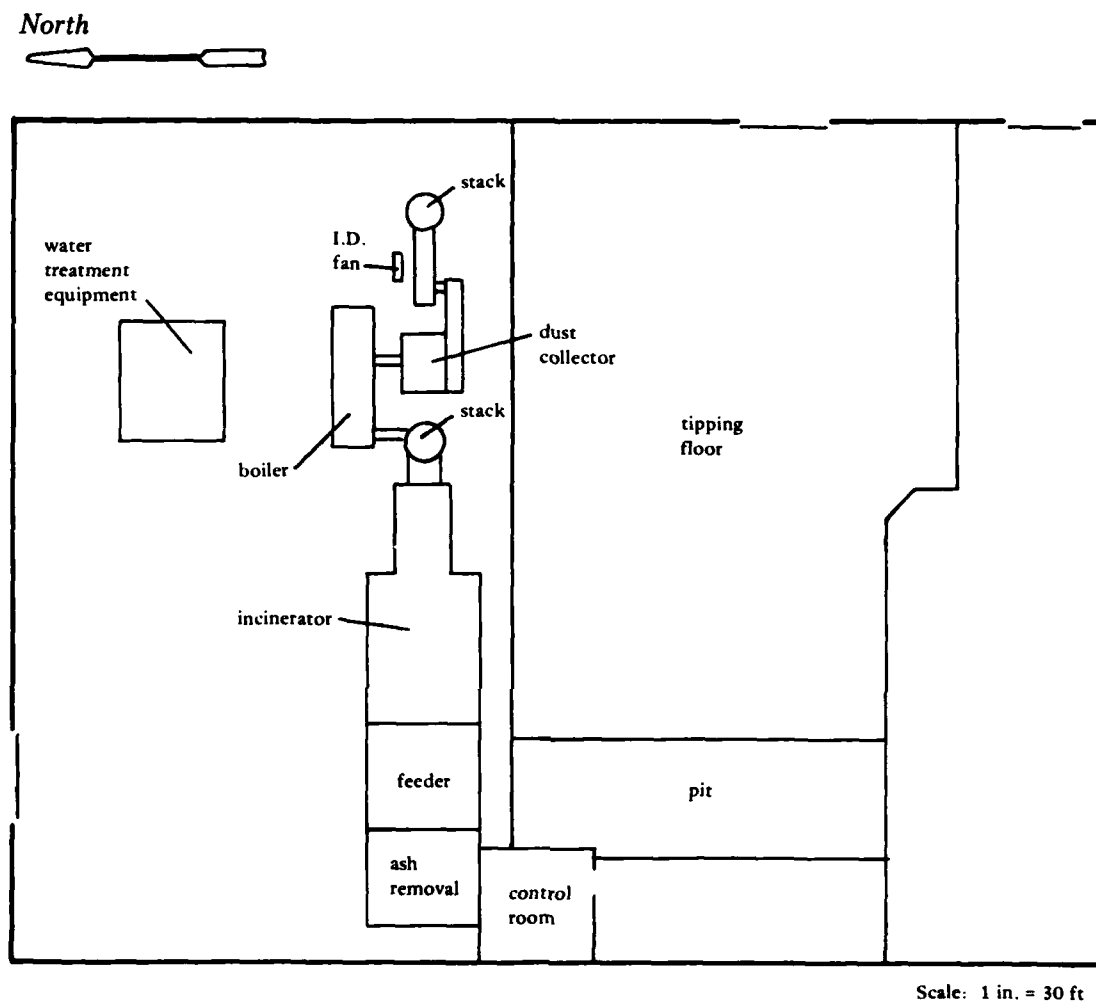 North
stack
I.D.
fan
water
treatment
equipment
dust
collector
stack
boiler
tipping
floor
incinerator
feeder
pit
ash
removal
control
room
Scale: 1 in. = 30 ft